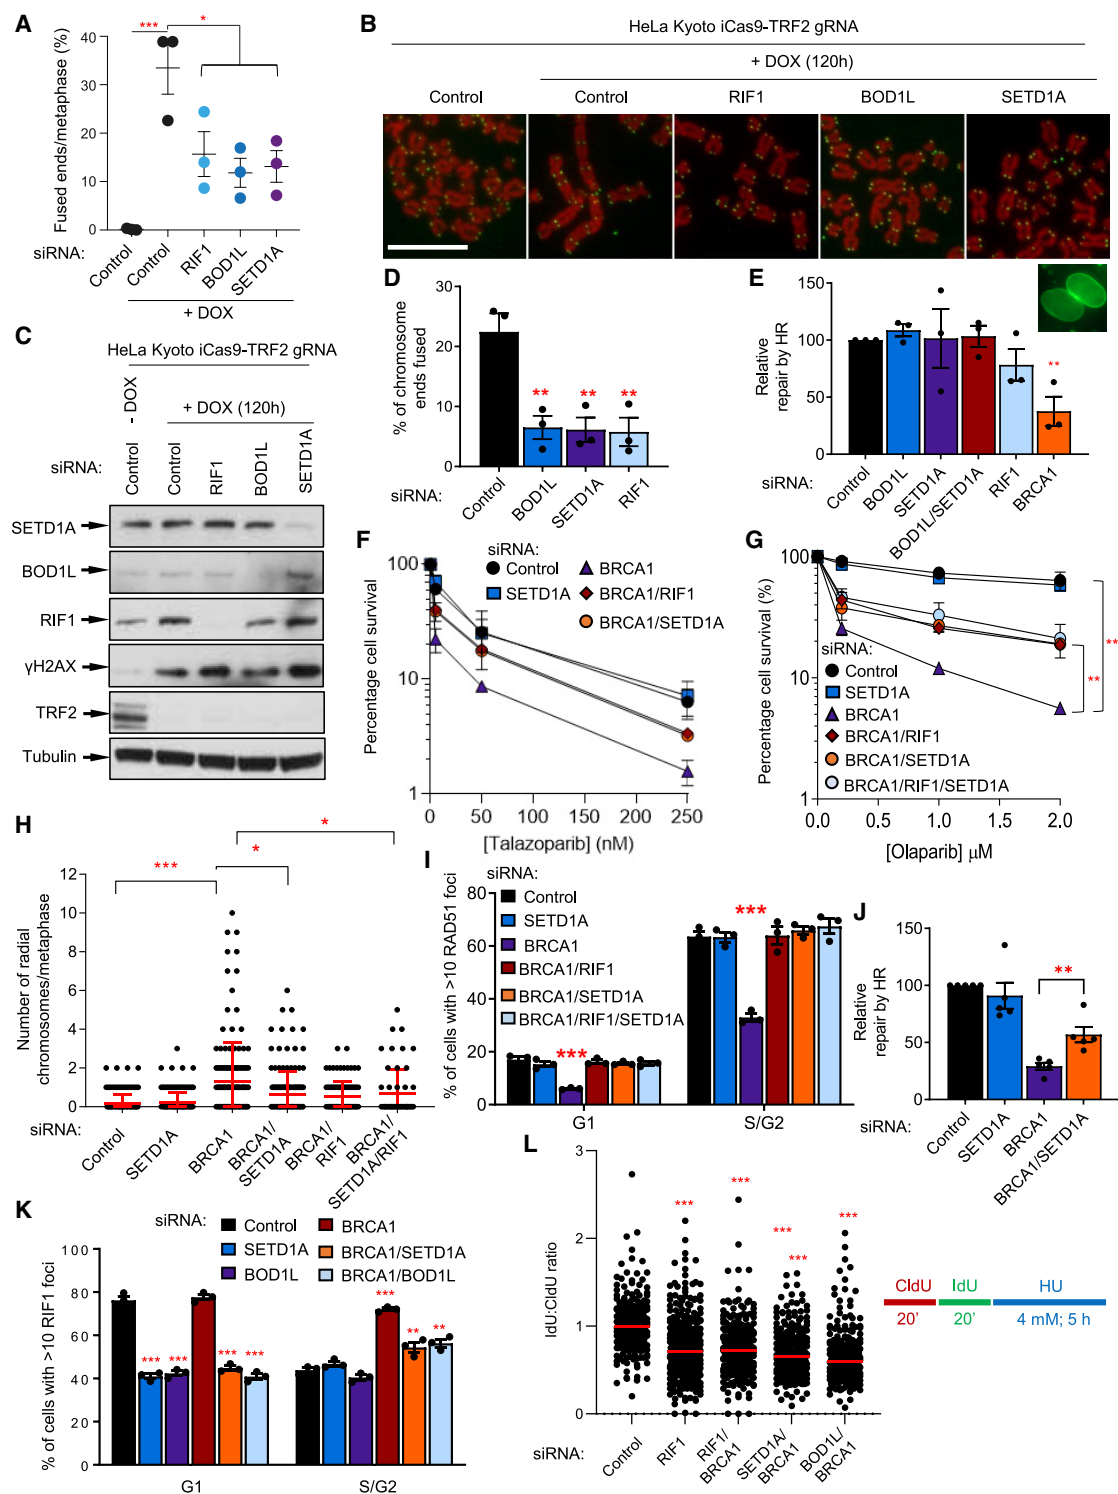 A
Fused ends/metaphase (%)
40
30
20
10
0
***
*
siRNA:
Control
Control
RIF1
BOD1L
SETD1A
+ DOX
B
HeLa Kyoto iCas9-TRF2 gRNA
+ DOX (120h)
Control
Control
RIF1
BOD1L
SETD1A
C
HeLa Kyoto iCas9-TRF2 gRNA
- DOX
+ DOX (120h)
siRNA:
Control
Control
RIF1
BOD1L
SETD1A
SETD1A
BOD1L
RIF1
γH2AX
TRF2
Tubulin
D
% of chromosome
ends fused
30
20
10
0
**
**
**
siRNA:
Control
BOD1L
SETD1A
RIF1
E
Relative
repair by HR
150
100
50
0
**
siRNA:
Control
BOD1L
SETD1A
BOD1L/SETD1A
RIF1
BRCA1
F
Percentage cell survival
100
10
1
siRNA:
Control
SETD1A
BRCA1
BRCA1/RIF1
BRCA1/SETD1A
0
50
100
150
200
250
[Talazoparib] (nM)
G
Percentage cell survival (%)
100
10
1
siRNA:
Control
SETD1A
BRCA1
BRCA1/RIF1
BRCA1/SETD1A
BRCA1/RIF1/SETD1A
**
**
0.0
0.5
1.0
1.5
2.0
[Olaparib] μM
H
Number of radial
chromosomes/metaphase
12
10
8
6
4
2
0
***
*
*
siRNA:
Control
SETD1A
BRCA1
BRCA1/
SETD1A
BRCA1/
RIF1
BRCA1/
SETD1A/RIF1
I
siRNA:
Control
SETD1A
BRCA1
BRCA1/RIF1
BRCA1/SETD1A
BRCA1/RIF1/SETD1A
% of cells with >10 RAD51 foci
80
60
40
20
0
***
***
G1
S/G2
J
Relative
repair by HR
150
100
50
0
**
siRNA:
Control
SETD1A
BRCA1
BRCA1/SETD1A
K
siRNA:
Control
SETD1A
BOD1L
BRCA1
BRCA1/SETD1A
BRCA1/BOD1L
% of cells with >10 RIF1 foci
100
80
60
40
20
0
***
***
***
***
***
**
**
G1
S/G2
L
IdU:CldU ratio
3
2
1
0
***
***
***
***
***
siRNA:
Control
RIF1
RIF1/
BRCA1
SETD1A/
BRCA1
BOD1L/
BRCA1
CldU
IdU
HU
20'
20'
4 mM; 5 h